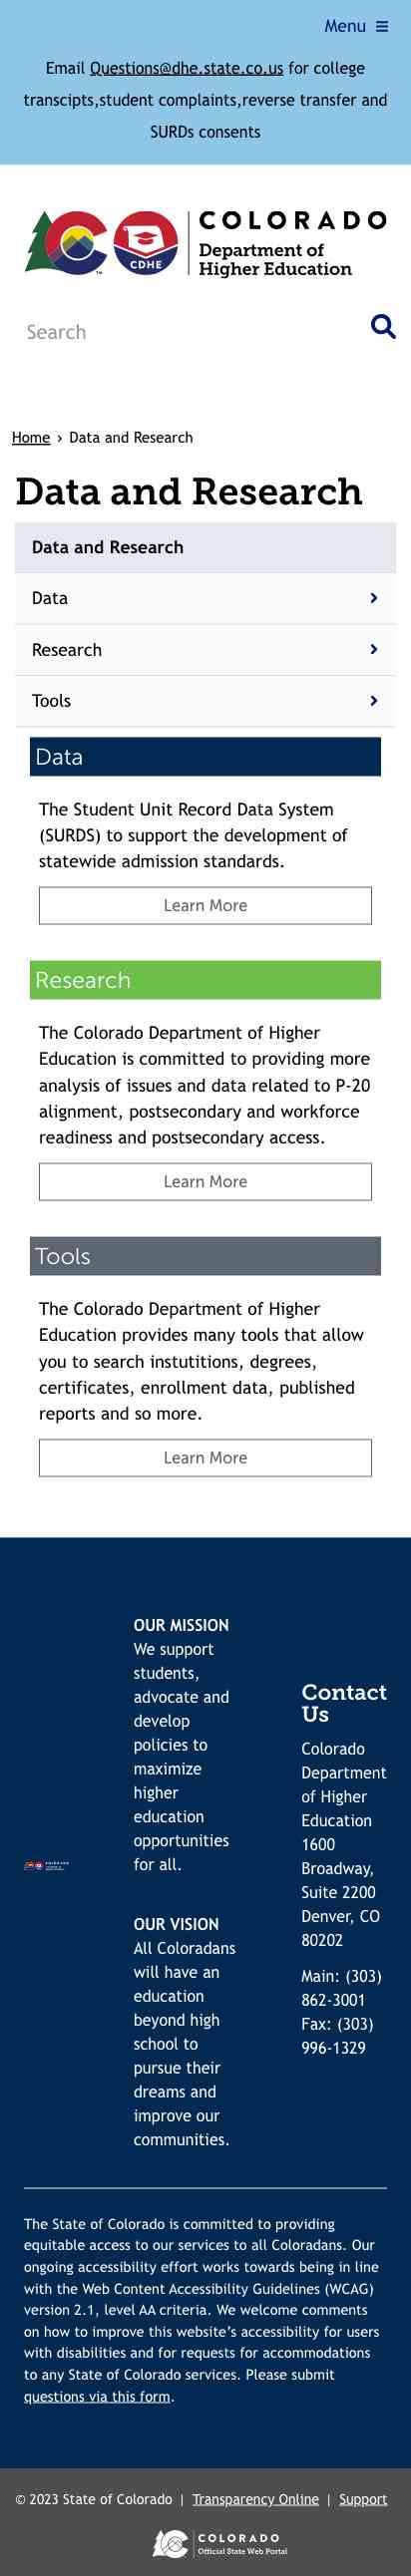 Menu
Email Questions@dhe.state.co.us for college
transcipts,student complaints,reverse transfer and
SURDs consents
COLORADO
Department of
Higher Education
CDHE
Search
Home › Data and Research
Data and Research
Data and Research
Data
Research
Tools
Data
The Student Unit Record Data System
(SURDS) to support the development of
statewide admission standards.
Learn More
Research
The Colorado Department of Higher
Education is committed to providing more
analysis of issues and data related to P-20
alignment, postsecondary and workforce
readiness and postsecondary access.
Learn More
Tools
The Colorado Department of Higher
Education provides many tools that allow
you to search instutitions, degrees,
certificates, enrollment data, published
reports and so more.
Learn More
OUR MISSION
We support
students,
advocate and
develop
policies to
maximize
higher
education
opportunities
for all.
OUR VISION
All Coloradans
will have an
education
beyond high
school to
pursue their
dreams and
improve our
communities.
Contact
Us
Colorado
Department
of Higher
Education
1600
Broadway,
Suite 2200
Denver, CO
80202
Main: (303)
862-3001
Fax: (303)
996-1329
The State of Colorado is committed to providing
equitable access to our services to all Coloradans. Our
ongoing accessibility effort works towards being in line
with the Web Content Accessibility Guidelines (WCAG)
version 2.1, level AA criteria. We welcome comments
on how to improve this website’s accessibility for users
with disabilities and for requests for accommodations
to any State of Colorado services. Please submit
questions via this form.
© 2023 State of Colorado | Transparency Online | Support
COLORADO
Official State Web Portal